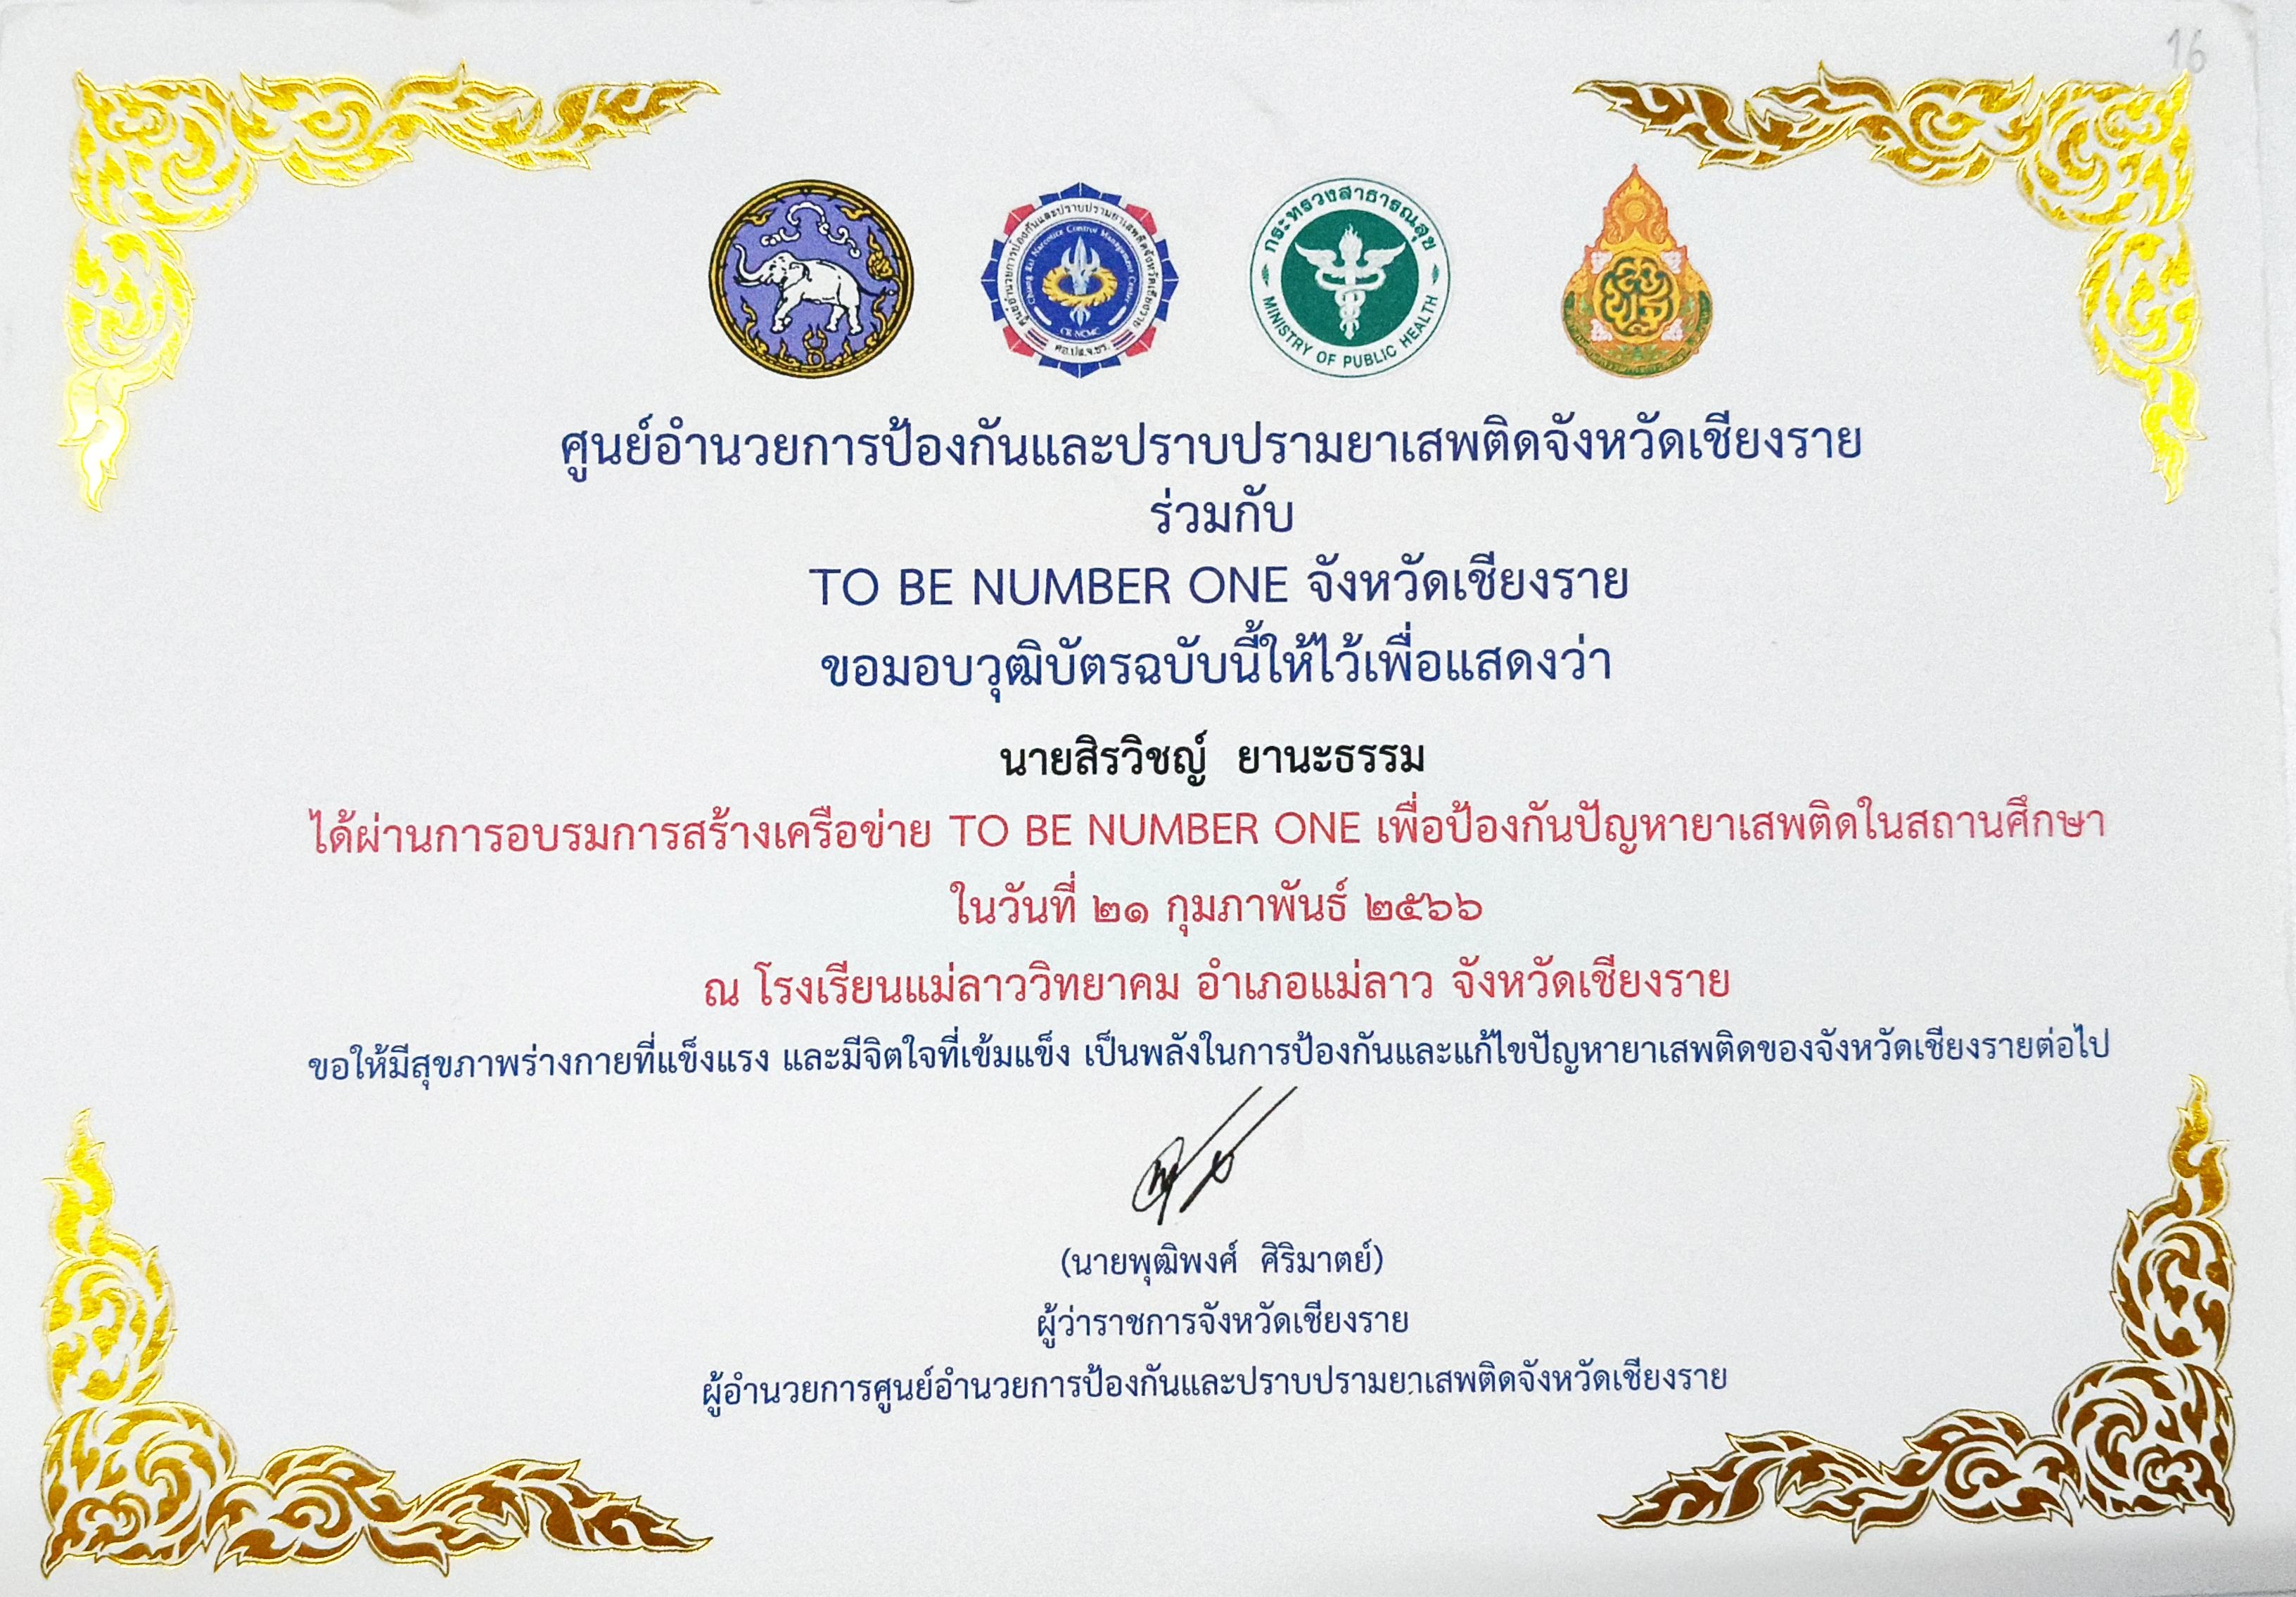 16
กระทรวงสาธารณสุข
MINISTRY OF PUBLIC HEALTH
ศูนย์อำนวยการป้องกันและปราบปรามยาเสพติดจังหวัดเชียงราย
Chiang Rai Narcotics Control Management Center
CR-NCMC
ศอ.ปส.จ.ชร.
ศูนย์อำนวยการป้องกันและปราบปรามยาเสพติดจังหวัดเชียงราย
ร่วมกับ
TO BE NUMBER ONE จังหวัดเชียงราย
ขอมอบวุฒิบัตรฉบับนี้ให้ไว้เพื่อแสดงว่า
นายสิรวิชญ์ ยานะธรรม
ได้ผ่านการอบรมการสร้างเครือข่าย TO BE NUMBER ONE เพื่อป้องกันปัญหายาเสพติดในสถานศึกษา
ในวันที่ ๒๑ กุมภาพันธ์ ๒๕๖๖
ณ โรงเรียนแม่ลาววิทยาคม อำเภอแม่ลาว จังหวัดเชียงราย
ขอให้มีสุขภาพร่างกายที่แข็งแรง และมีจิตใจที่เข้มแข็ง เป็นพลังในการป้องกันและแก้ไขปัญหายาเสพติดของจังหวัดเชียงรายต่อไป
(นายพุฒิพงศ์ ศิริมาตย์)
ผู้ว่าราชการจังหวัดเชียงราย
ผู้อำนวยการศูนย์อำนวยการป้องกันและปราบปรามยาเสพติดจังหวัดเชียงราย